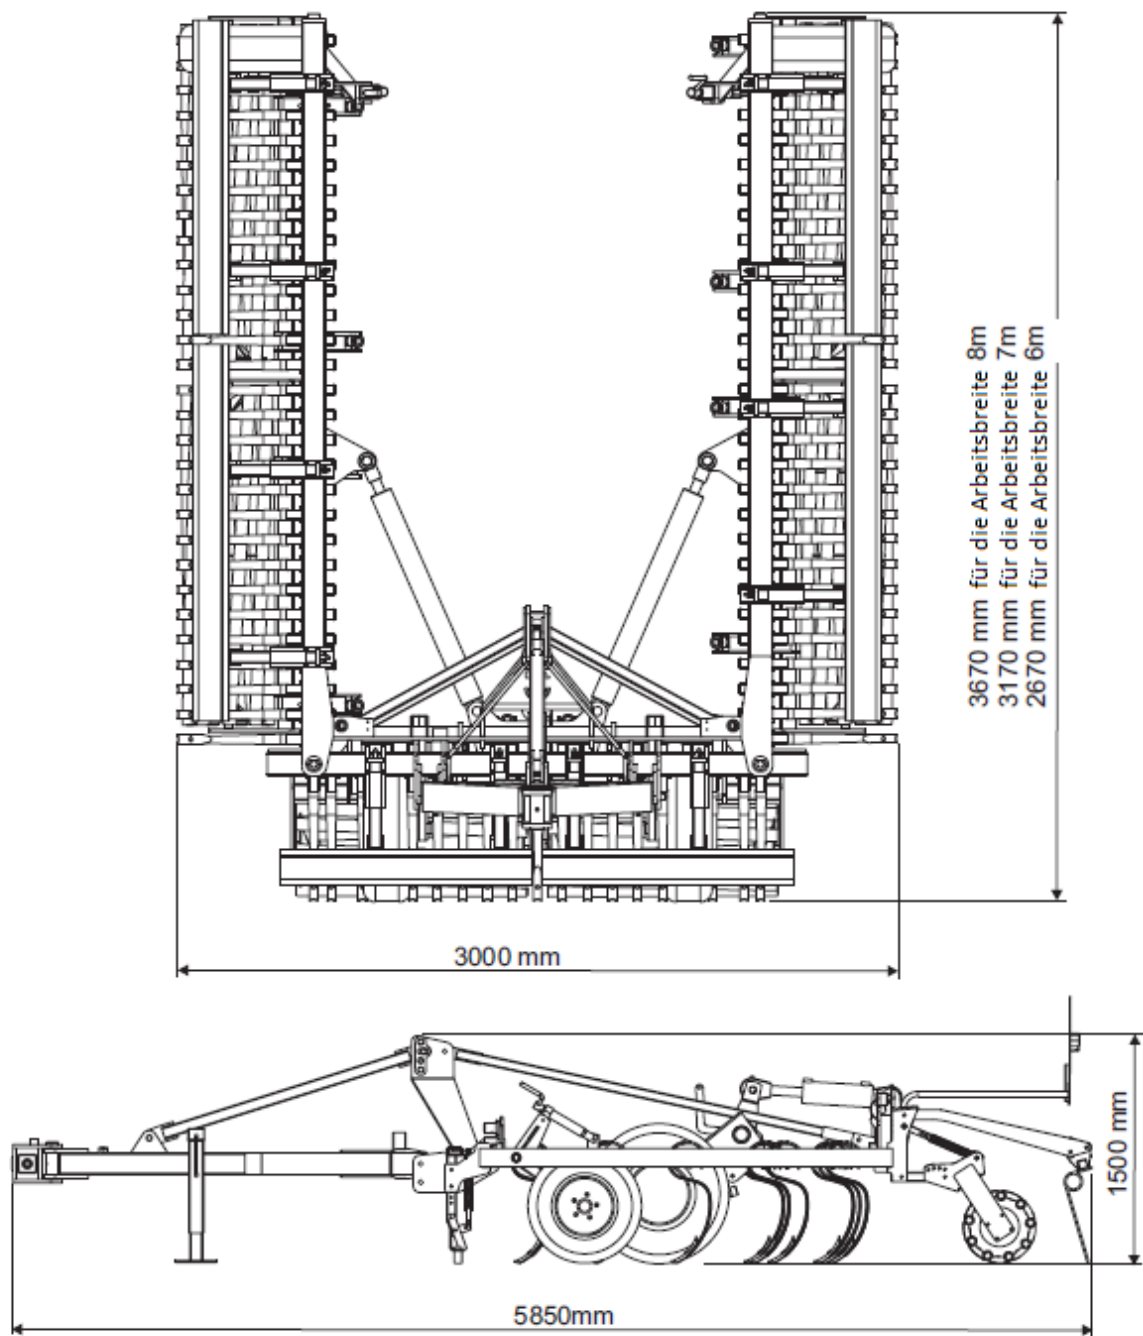 3670 mm für die Arbeitsbreite 8m
3170 mm für die Arbeitsbreite 7m
2670 mm für die Arbeitsbreite 6m
3000 mm
1500 mm
5850mm